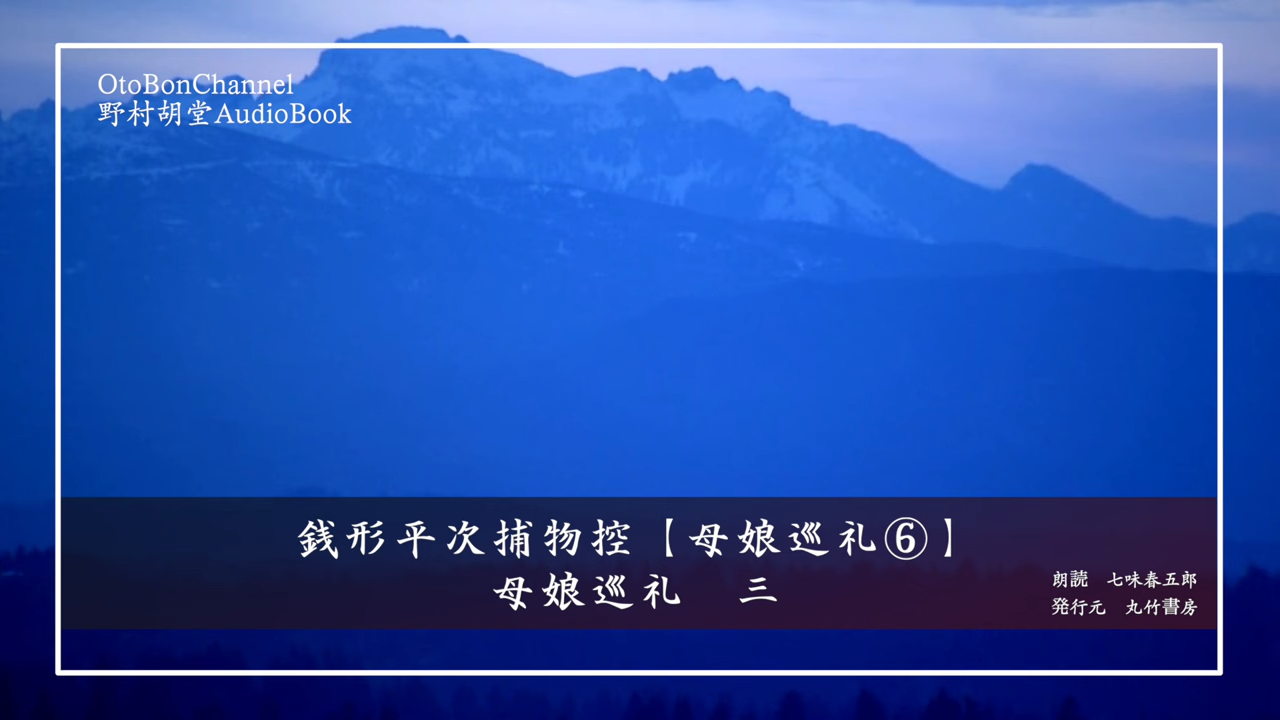 OtoBonChannel
野村胡堂AudioBook
銭形平次捕物控【母娘巡礼⑥】
母娘巡礼　三
朗読　七味春五郎
発行元　丸竹書房